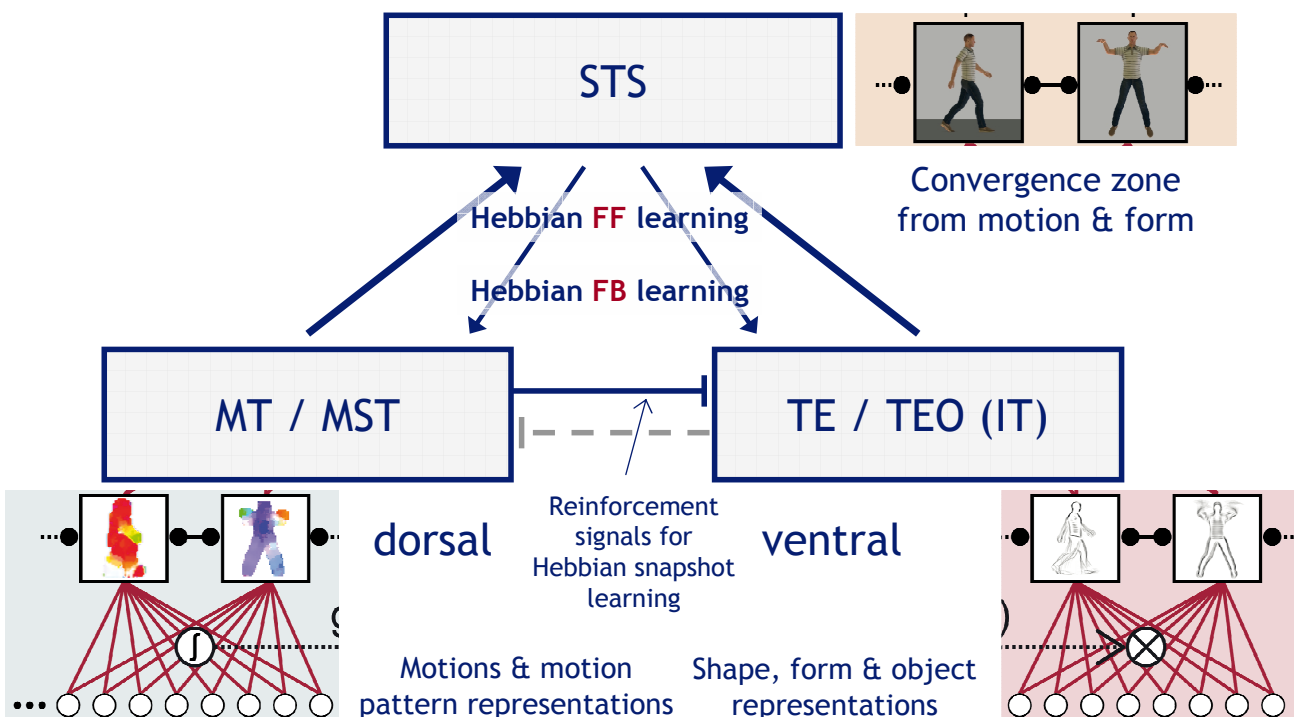 STS
Convergence zone
from motion & form
Hebbian FF learning
Hebbian FB learning
MT / MST
TE / TEO (IT)
dorsal
Reinforcement
signals for
Hebbian snapshot
learning
ventral
∫
Motions & motion
pattern representations
Shape, form & object
representations